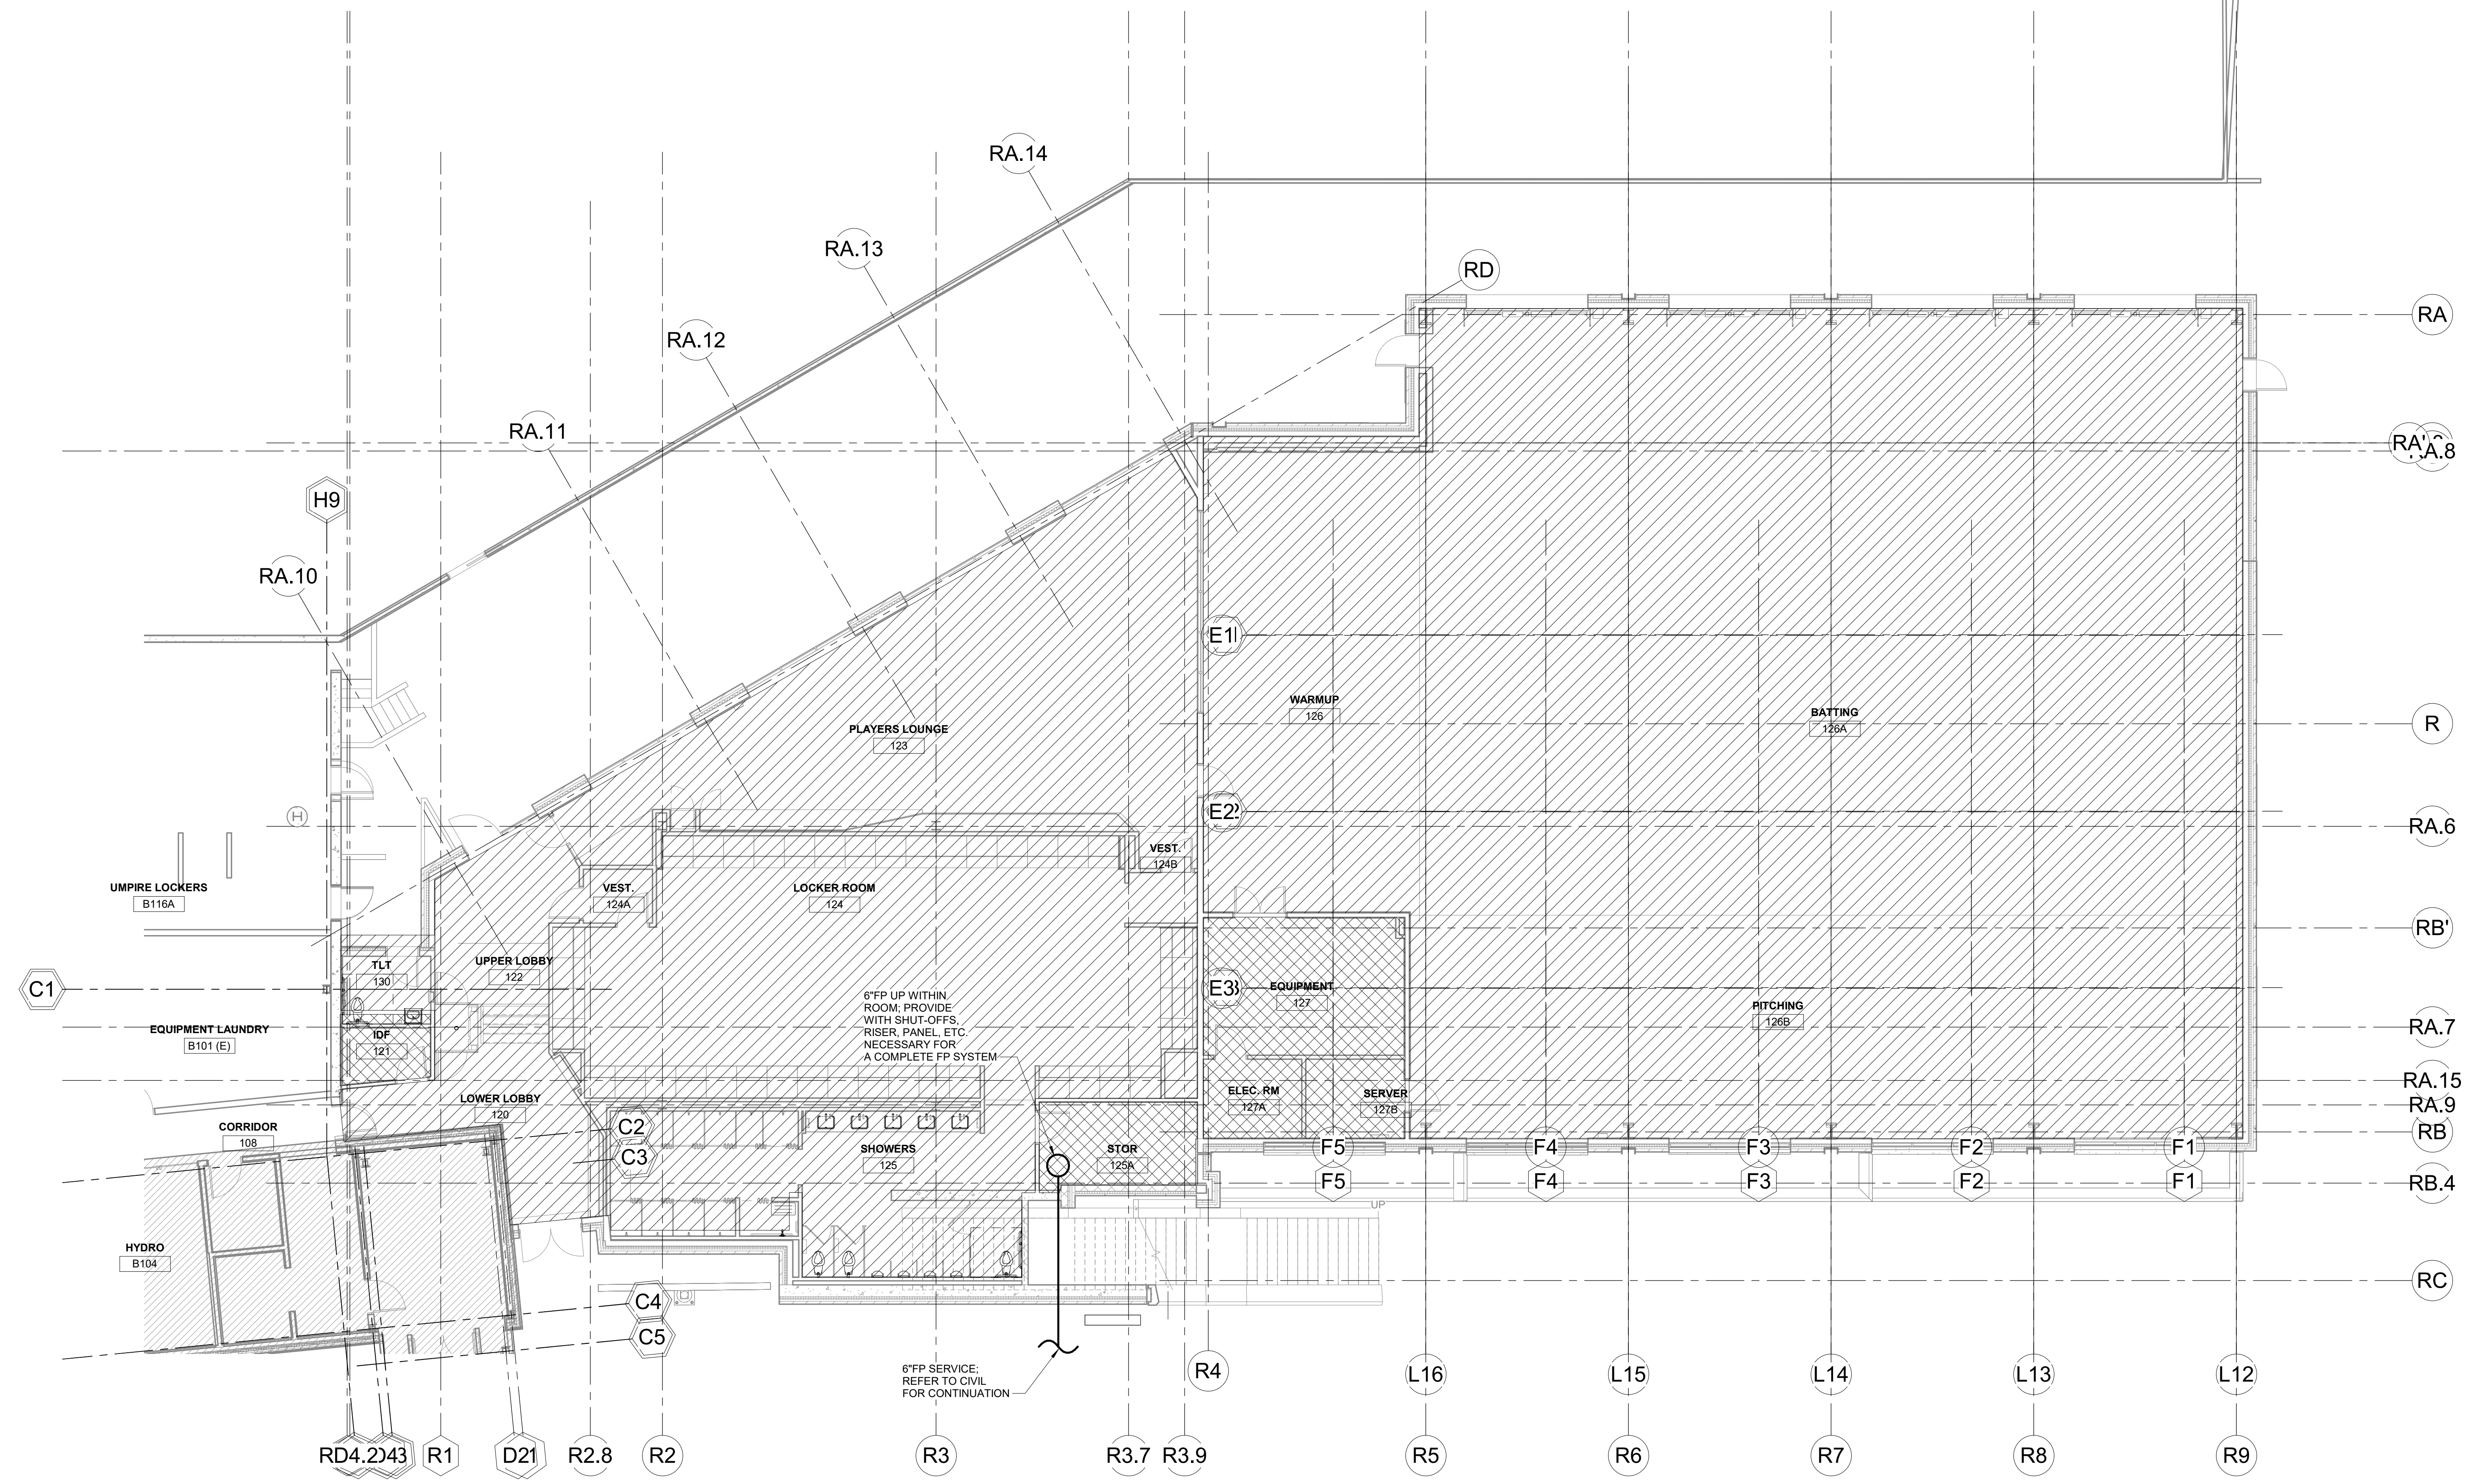 RA.14
RA.13
RD
RA
RA.12
RA.11
RA'
RA.8
H9
RA.10
E1
WARMUP
126
BATTING
126A
R
PLAYERS LOUNGE
123
E2
H
RA.6
VEST.
124B
UMPIRE LOCKERS
B116A
VEST.
124A
LOCKER ROOM
124
RB'
TLT
130
UPPER LOBBY
122
C1
6"FP UP WITHIN
ROOM; PROVIDE
WITH SHUT-OFFS,
RISER, PANEL, ETC.
NECESSARY FOR
A COMPLETE FP SYSTEM
E3
EQUIPMENT
127
PITCHING
126B
EQUIPMENT LAUNDRY
B101 (E)
IDF
121
RA.7
RA.15
LOWER LOBBY
120
ELEC. RM
127A
SERVER
127B
RA.9
CORRIDOR
108
C2
C3
SHOWERS
125
STOR
125A
F5
F4
F3
F2
F1
RB
F5
F4
F3
F2
F1
RB.4
UP
HYDRO
B104
C4
C5
RC
6"FP SERVICE;
REFER TO CIVIL
FOR CONTINUATION
R4
L16
L15
L14
L13
L12
RD4.2
R1
D21
R2.8
R2
R3
R3.7
R3.9
R5
R6
R7
R8
R9